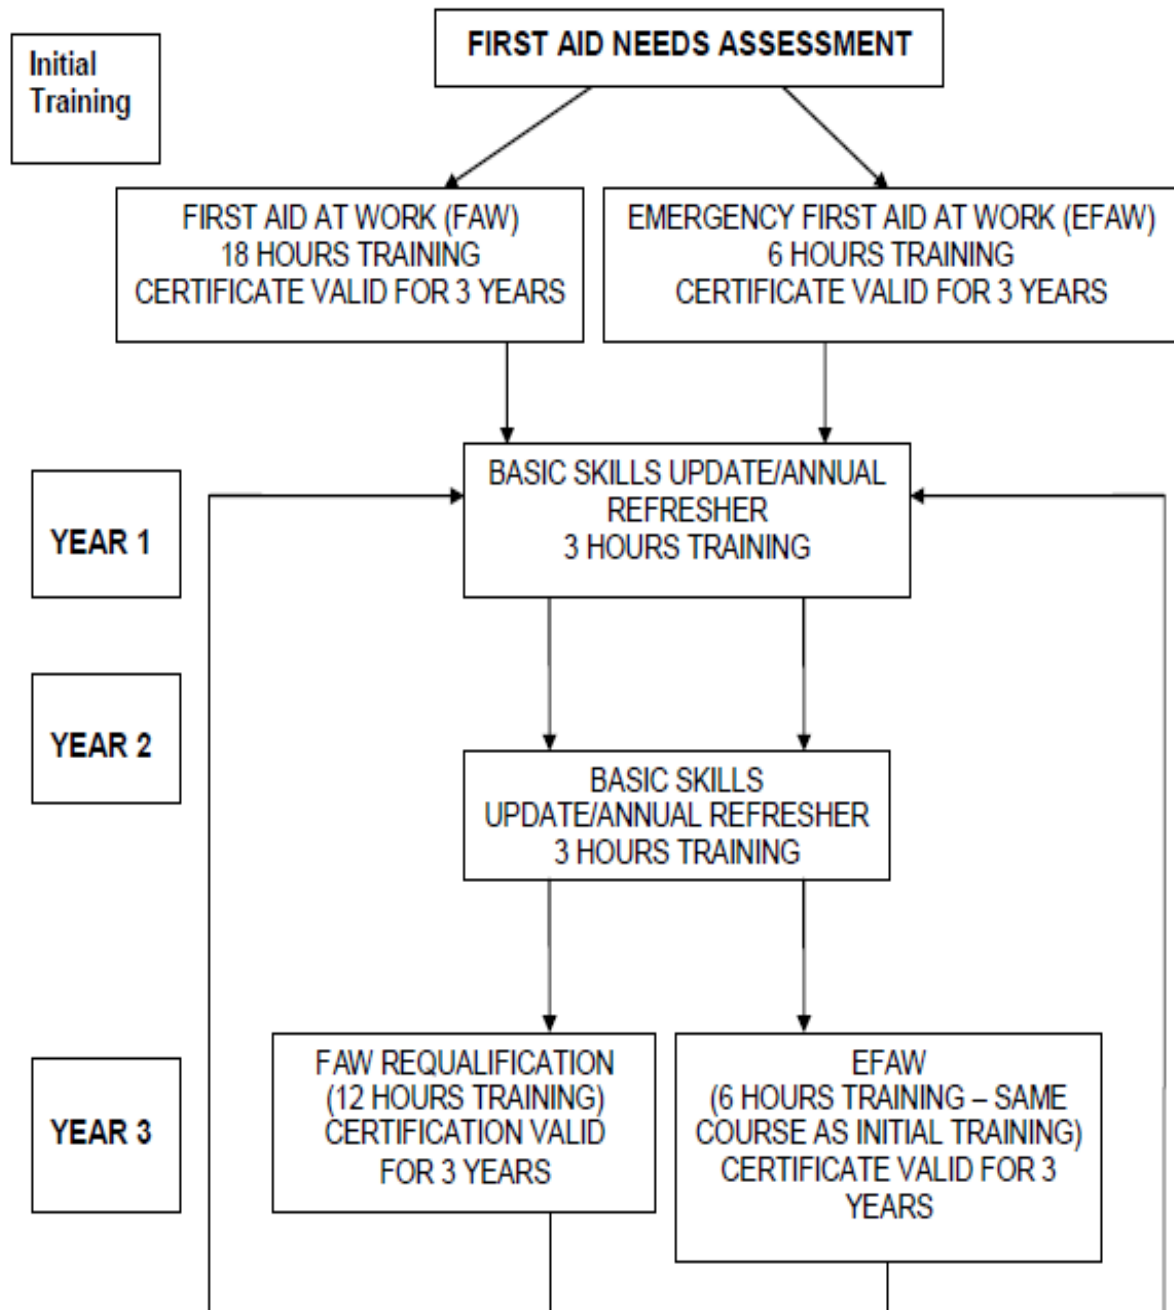 FIRST AID NEEDS ASSESSMENT
Initial
Training
FIRST AID AT WORK (FAW)
18 HOURS TRAINING
CERTIFICATE VALID FOR 3 YEARS
EMERGENCY FIRST AID AT WORK (EFAW)
6 HOURS TRAINING
CERTIFICATE VALID FOR 3 YEARS
YEAR 1
BASIC SKILLS UPDATE/ANNUAL
REFRESHER
3 HOURS TRAINING
YEAR 2
BASIC SKILLS
UPDATE/ANNUAL REFRESHER
3 HOURS TRAINING
YEAR 3
FAW REQUALIFICATION
(12 HOURS TRAINING)
CERTIFICATION VALID
FOR 3 YEARS
EFAW
(6 HOURS TRAINING – SAME
COURSE AS INITIAL TRAINING)
CERTIFICATE VALID FOR 3
YEARS